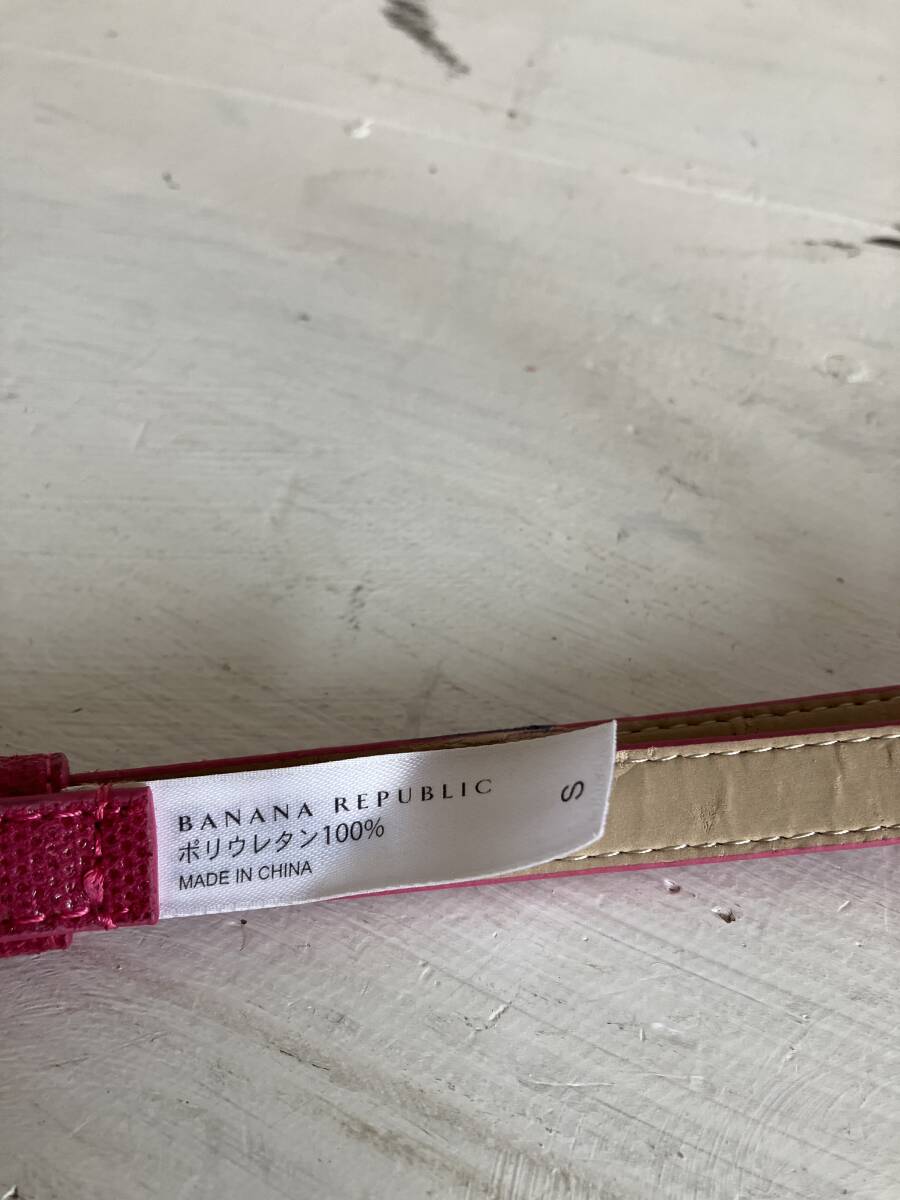 BANANA REPUBLIC
ポリウレタン100%
MADE IN CHINA
S